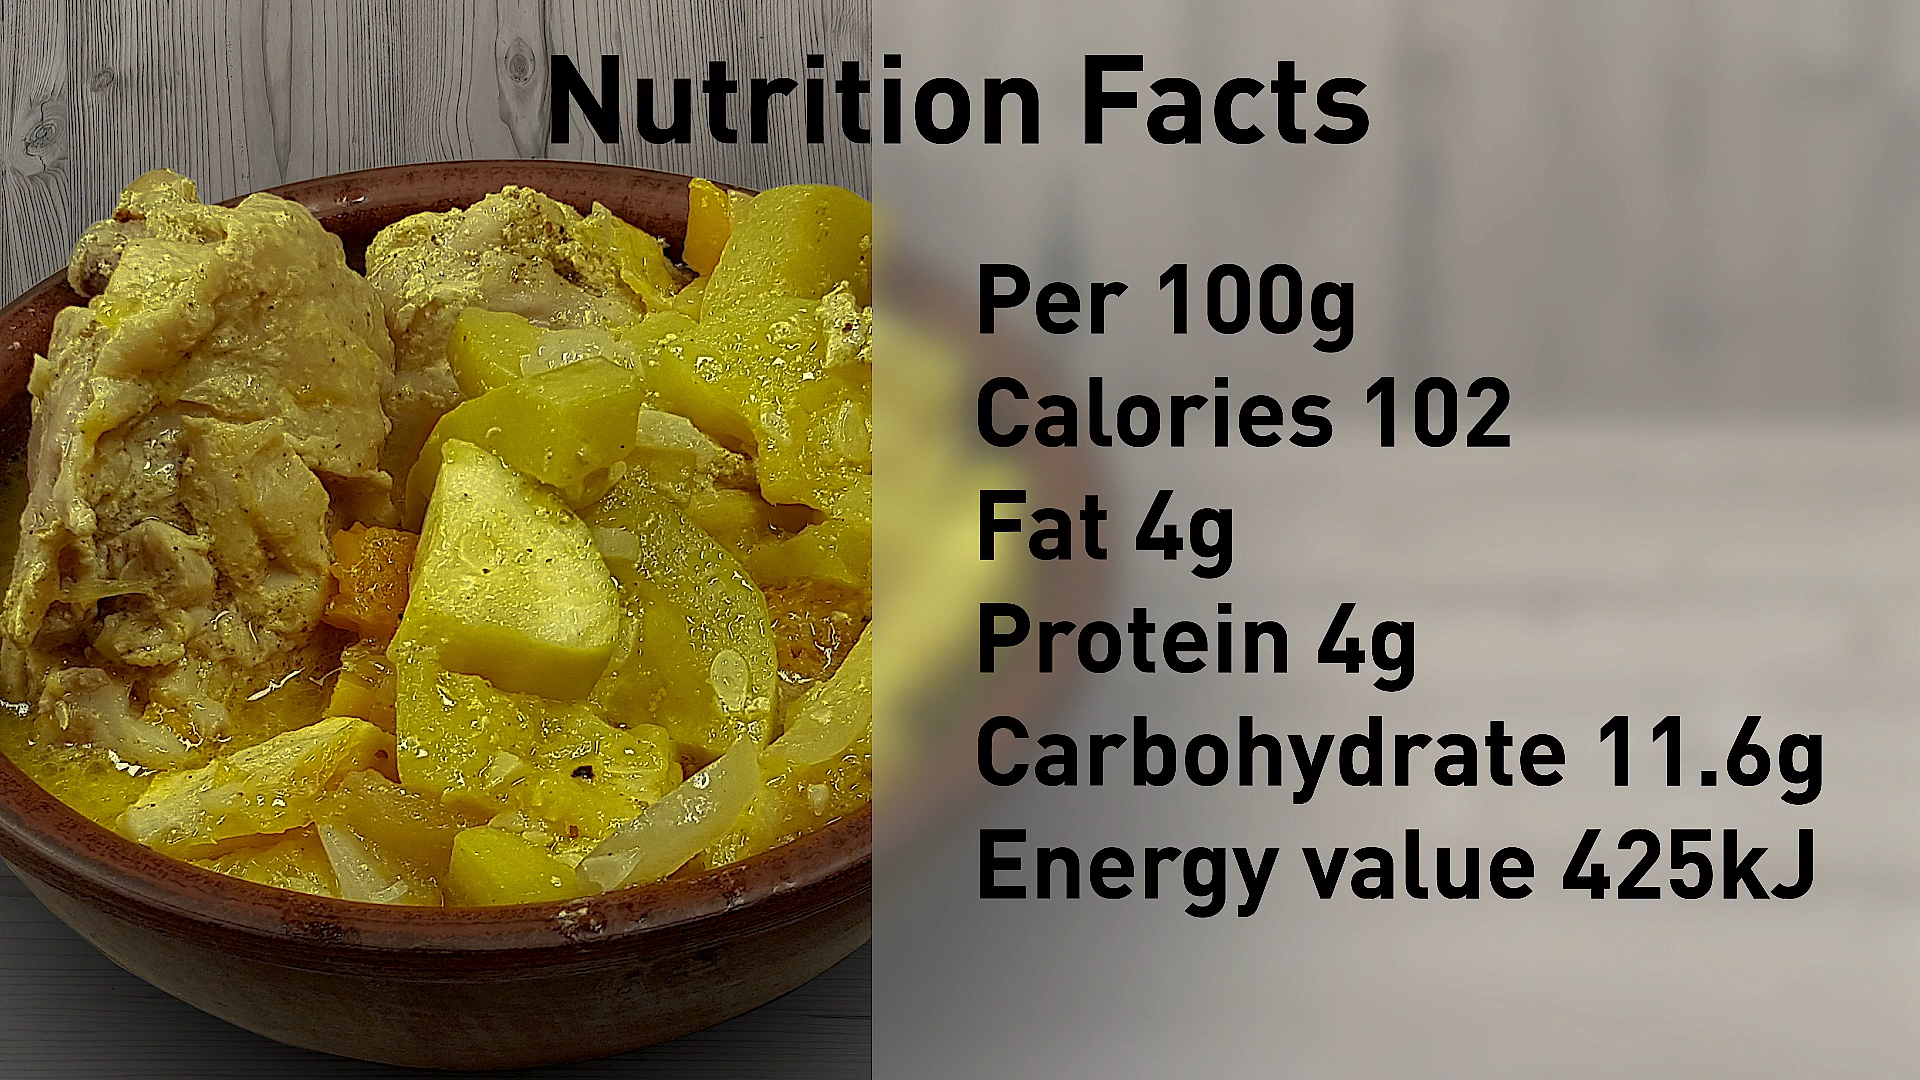 Nutrition Facts
Per 100g
Calories 102
Fat 4g
Protein 4g
Carbohydrate 11.6g
Energy value 425kJ